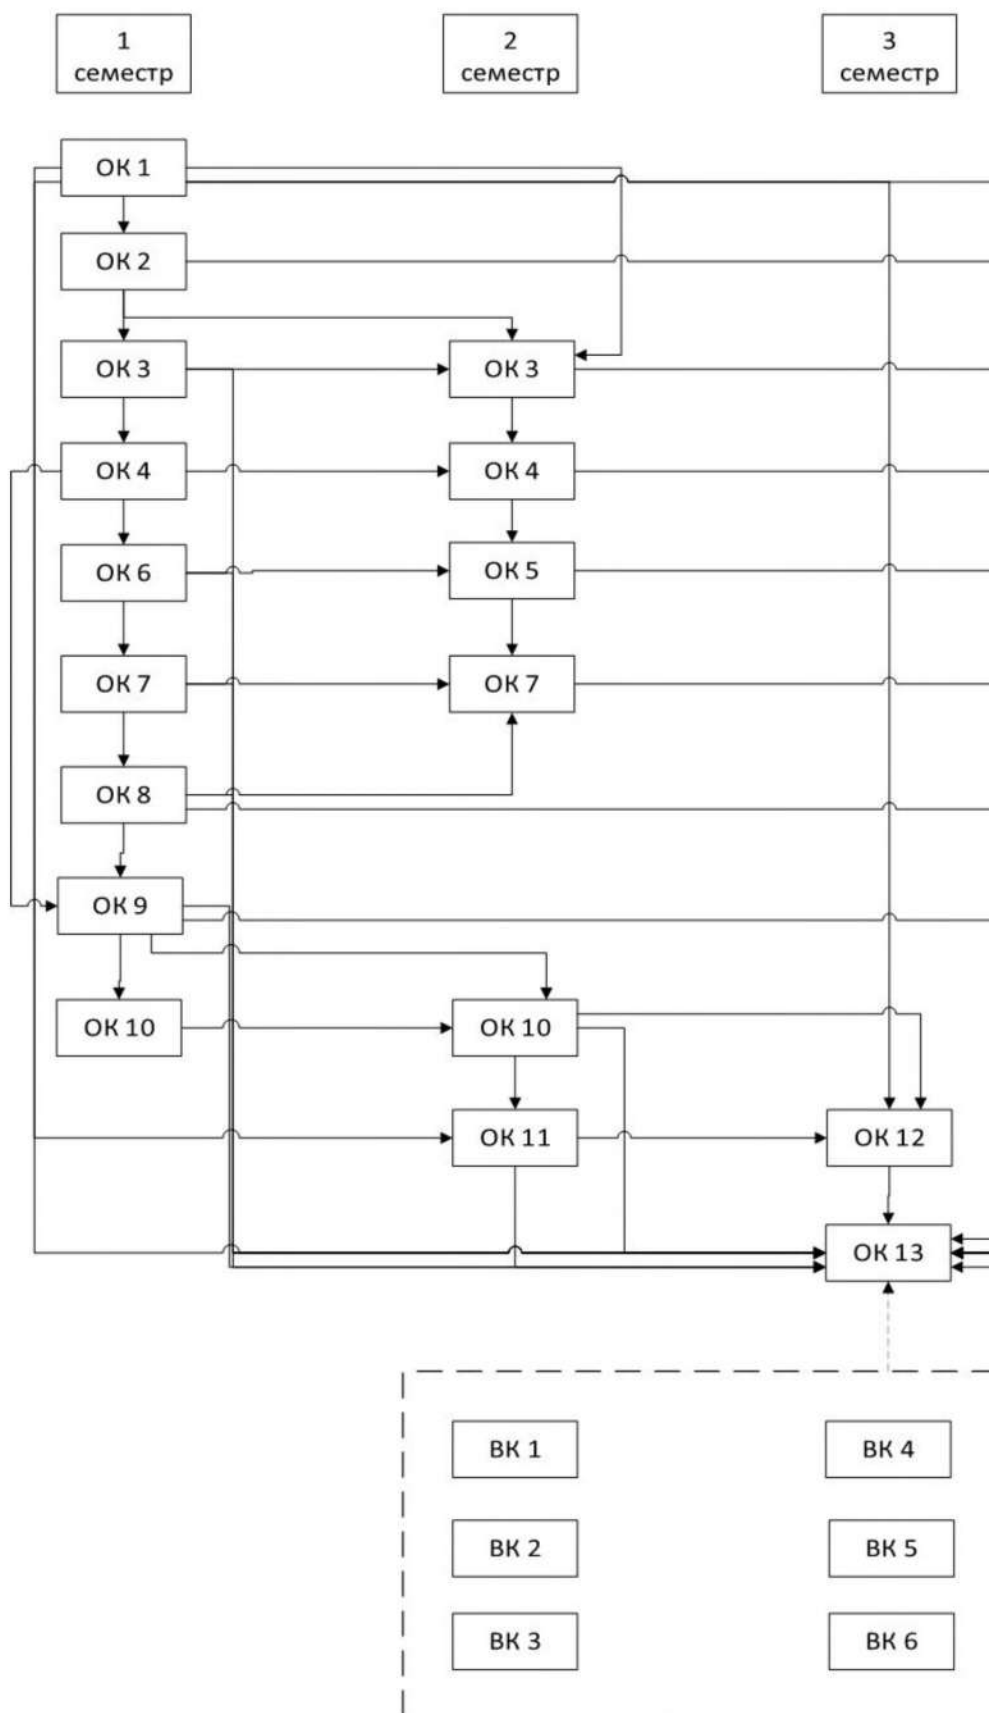 1
семестр
2
семестр
3
семестр
ОК 1
ОК 2
ОК 3
ОК 3
ОК 4
ОК 4
ОК 6
ОК 5
ОК 7
ОК 7
ОК 8
ОК 9
ОК 10
ОК 10
ОК 11
ОК 12
ОК 13
ВК 1
ВК 4
ВК 2
ВК 5
ВК 3
ВК 6